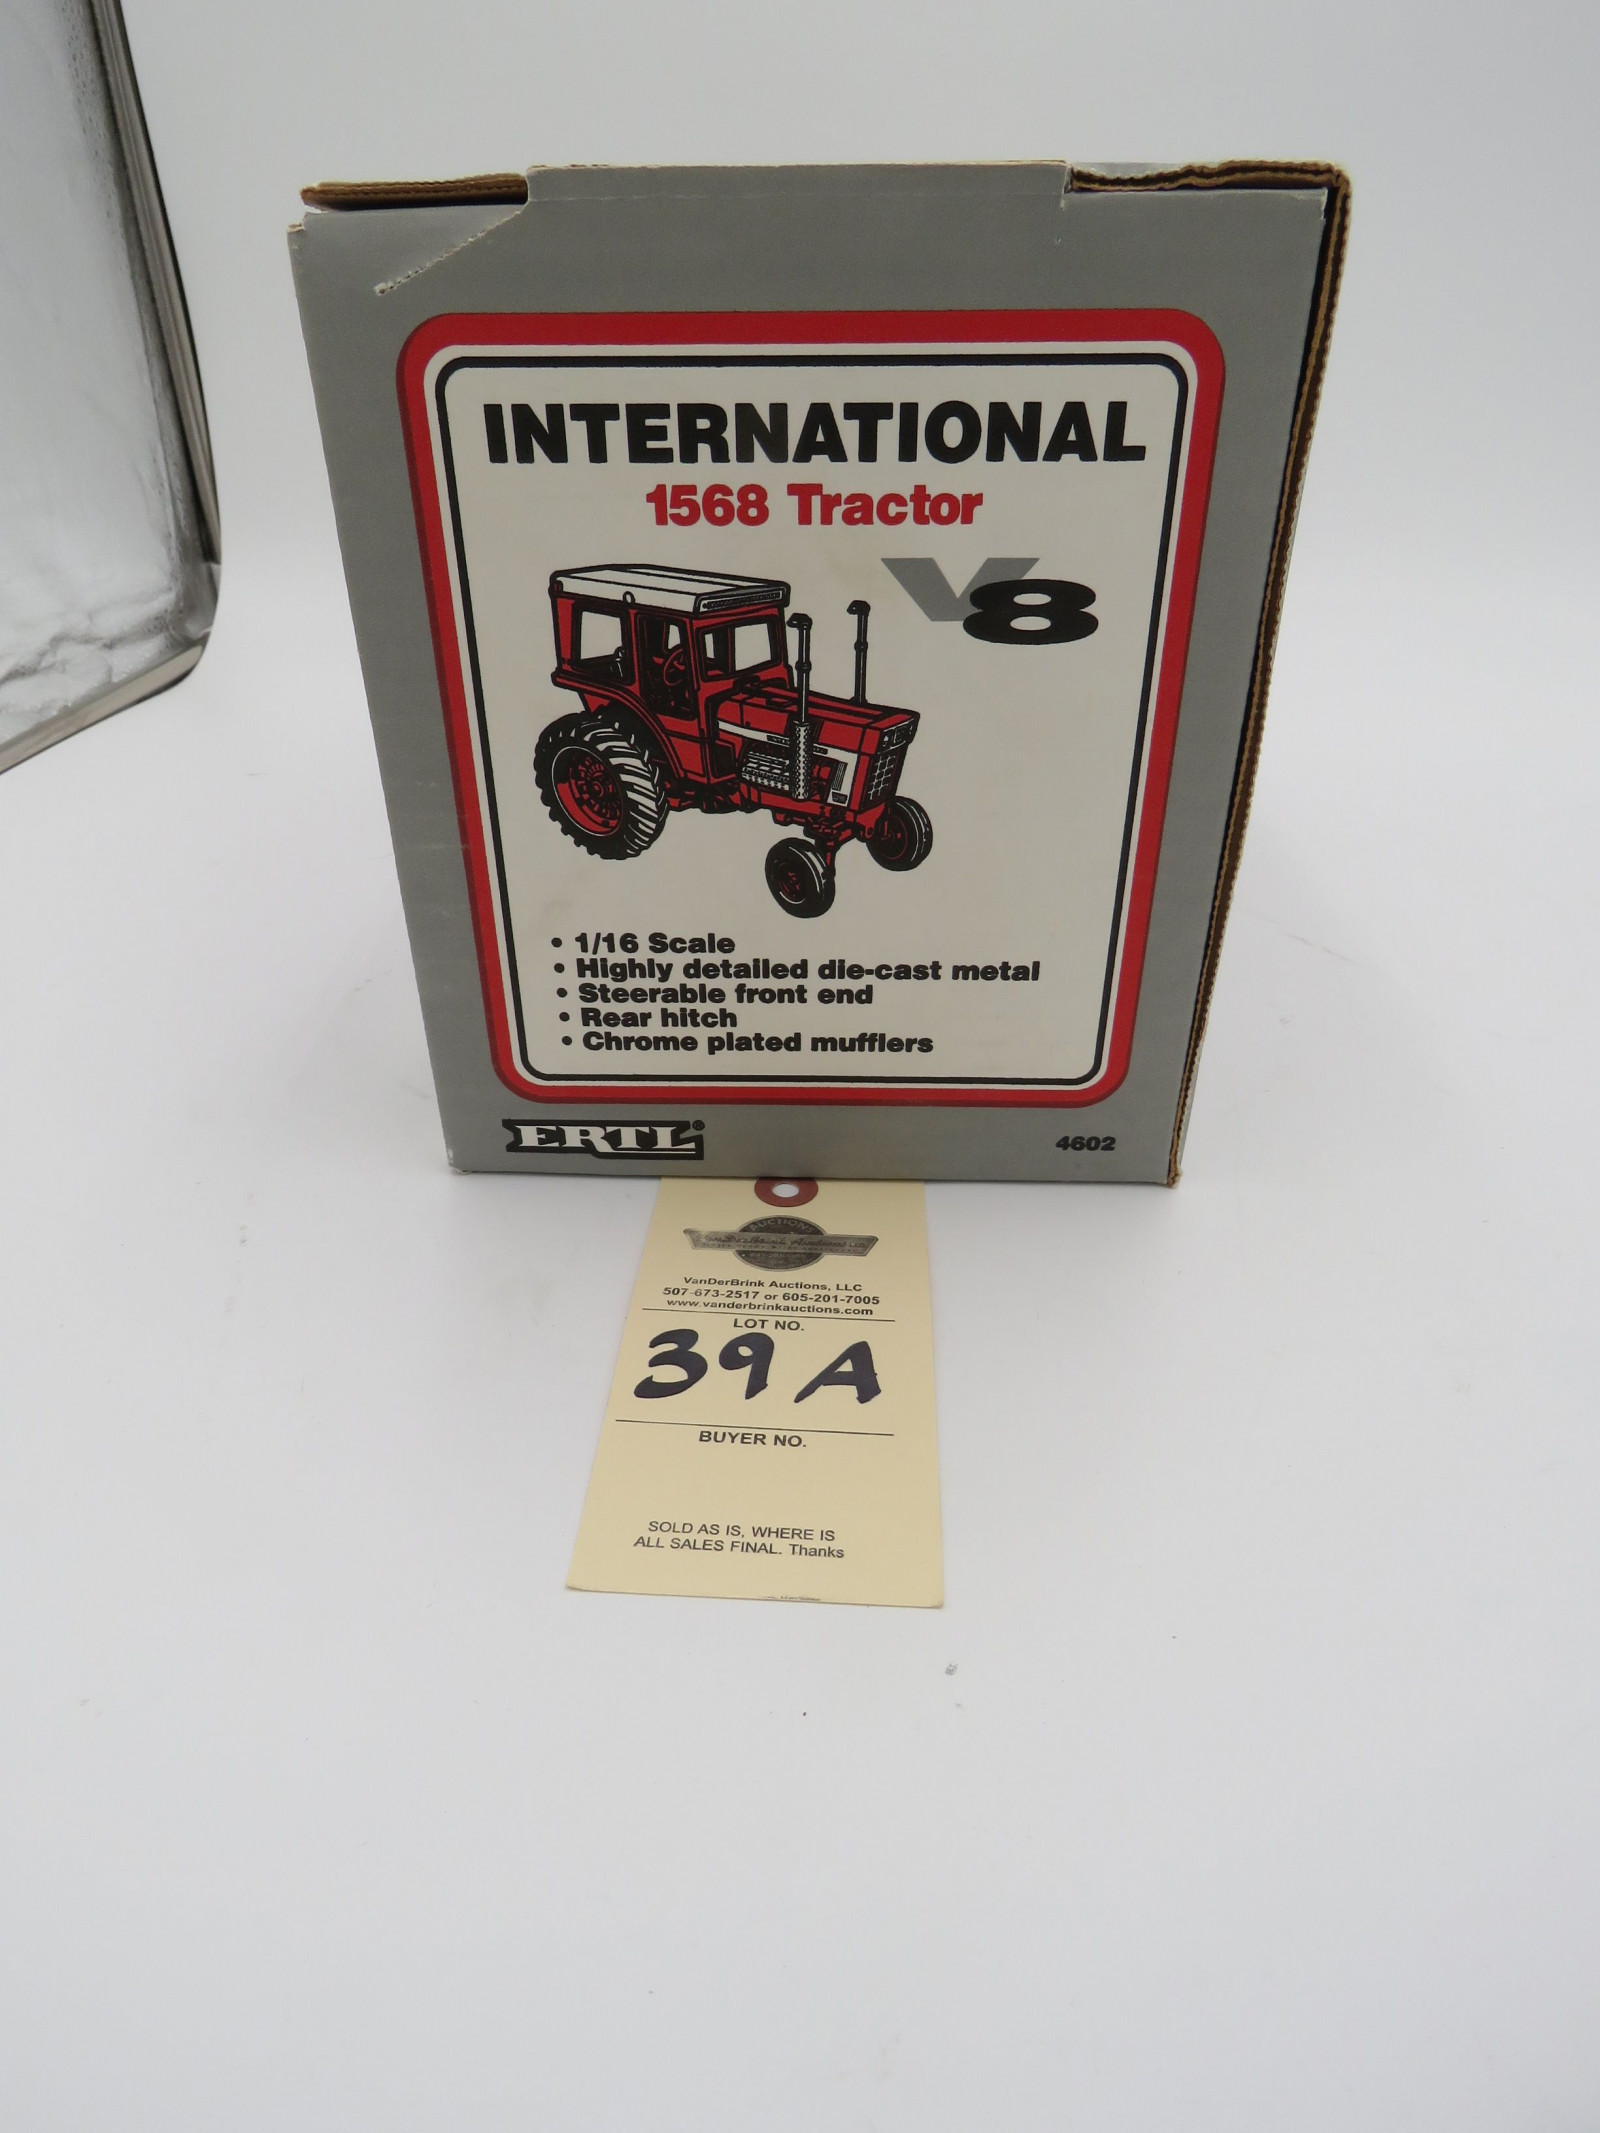 INTERNATIONAL
1568 Tractor
V8
• 1/16 Scale
• Highly detailed die-cast metal
• Steerable front end
• Rear hitch
• Chrome plated mufflers
ERTL®
4602
AUCTIONS
VanDerBrink Auctions, LLC
507-673-2517 or 605-201-7005
www.vanderbrinkauctions.com
LOT NO.
39A
BUYER NO.
SOLD AS IS, WHERE IS
ALL SALES FINAL. Thanks